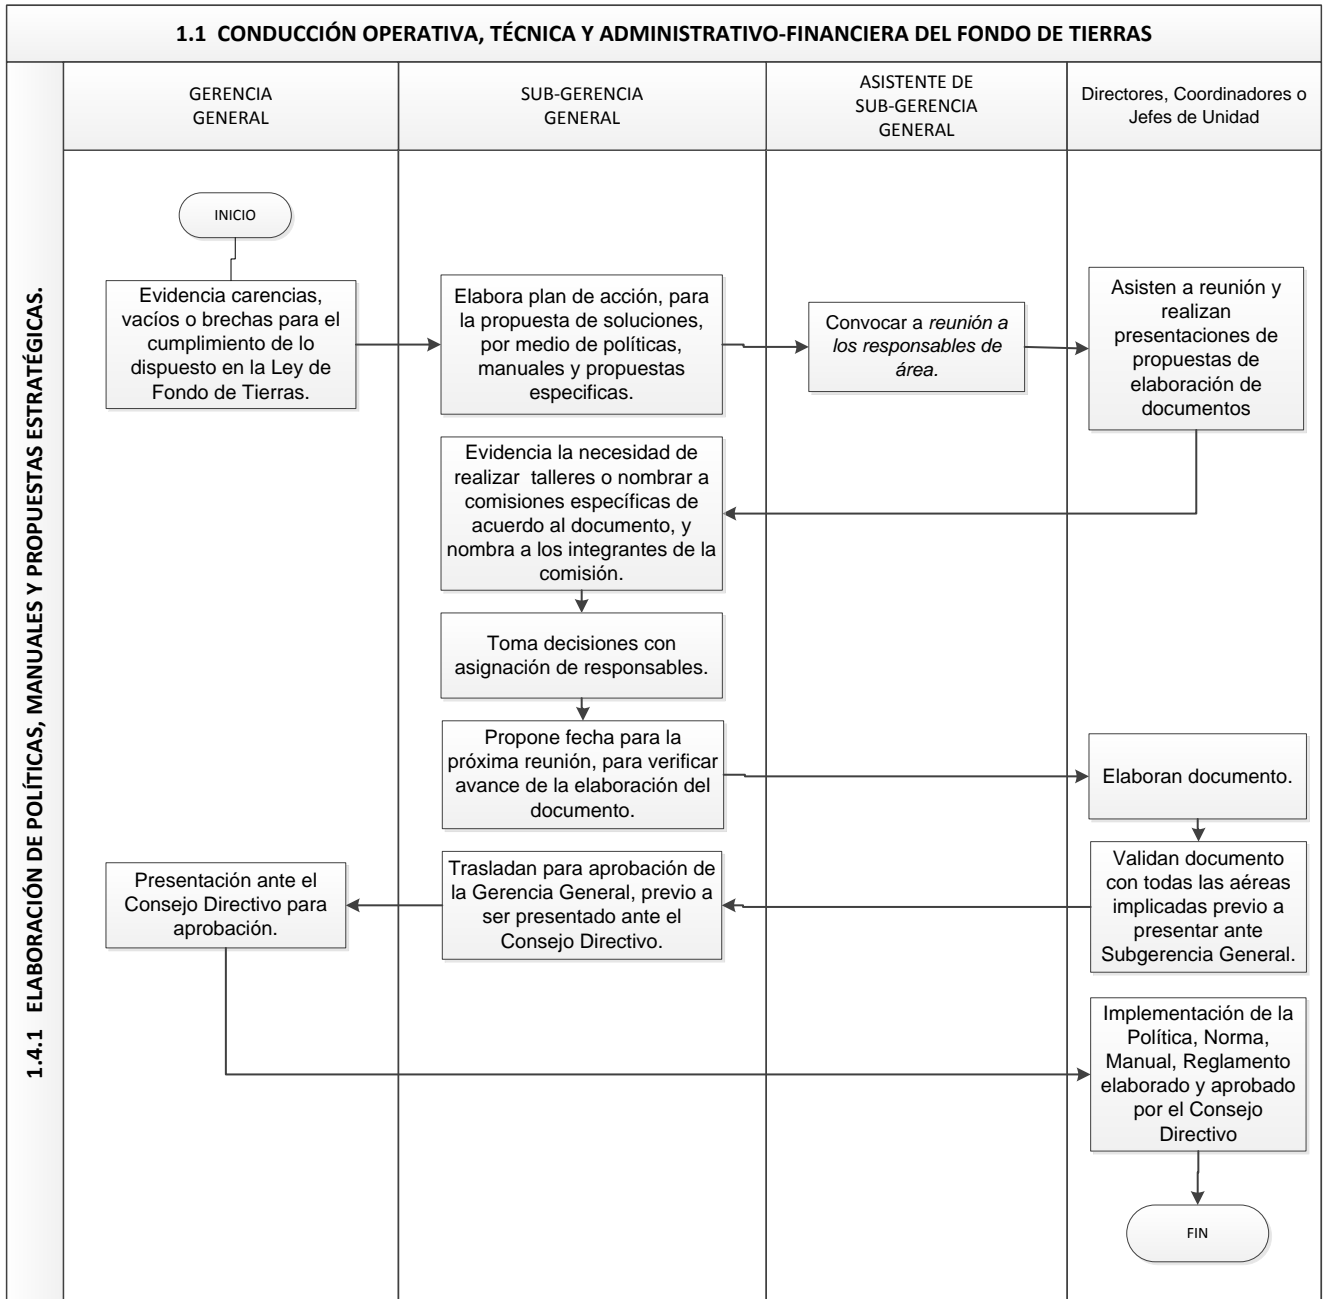 1.1 CONDUCCIÓN OPERATIVA, TÉCNICA Y ADMINISTRATIVO-FINANCIERA DEL FONDO DE TIERRAS
1.4.1 ELABORACIÓN DE POLÍTICAS, MANUALES Y PROPUESTAS ESTRATÉGICAS.
GERENCIA
GENERAL
SUB-GERENCIA
GENERAL
ASISTENTE DE
SUB-GERENCIA
GENERAL
Directores, Coordinadores o
Jefes de Unidad
INICIO
Evidencia carencias,
vacíos o brechas para el
cumplimiento de lo
dispuesto en la Ley de
Fondo de Tierras.
Elabora plan de acción, para
la propuesta de soluciones,
por medio de políticas,
manuales y propuestas
especificas.
Convocar a reunión a
los responsables de
área.
Asisten a reunión y
realizan
presentaciones de
propuestas de
elaboración de
documentos
Evidencia la necesidad de
realizar talleres o nombrar a
comisiones específicas de
acuerdo al documento, y
nombra a los integrantes de la
comisión.
Toma decisiones con
asignación de responsables.
Propone fecha para la
próxima reunión, para verificar
avance de la elaboración del
documento.
Elaboran documento.
Validan documento
con todas las aéreas
implicadas previo a
presentar ante
Subgerencia General.
Trasladan para aprobación de
la Gerencia General, previo a
ser presentado ante el
Consejo Directivo.
Presentación ante el
Consejo Directivo para
aprobación.
Implementación de la
Política, Norma,
Manual, Reglamento
elaborado y aprobado
por el Consejo
Directivo
FIN